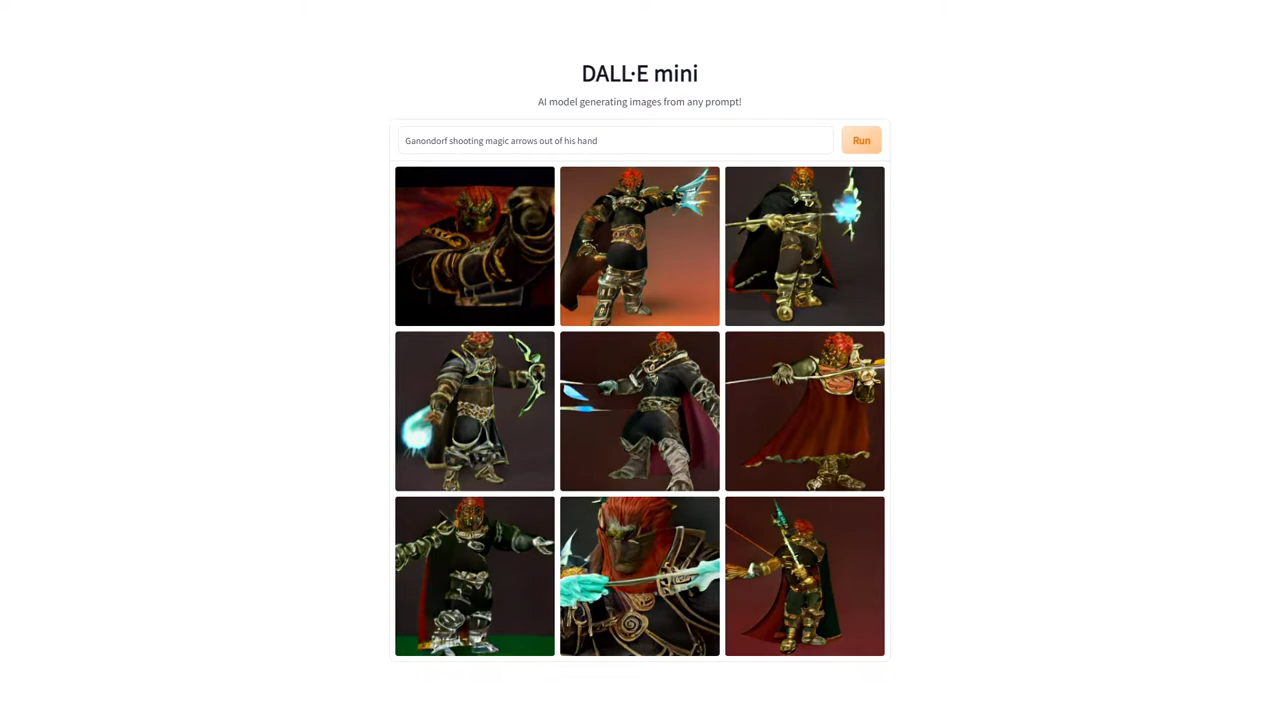 DALL·E mini
AI model generating images from any prompt!
Ganondorf shooting magic arrows out of his hand
Run